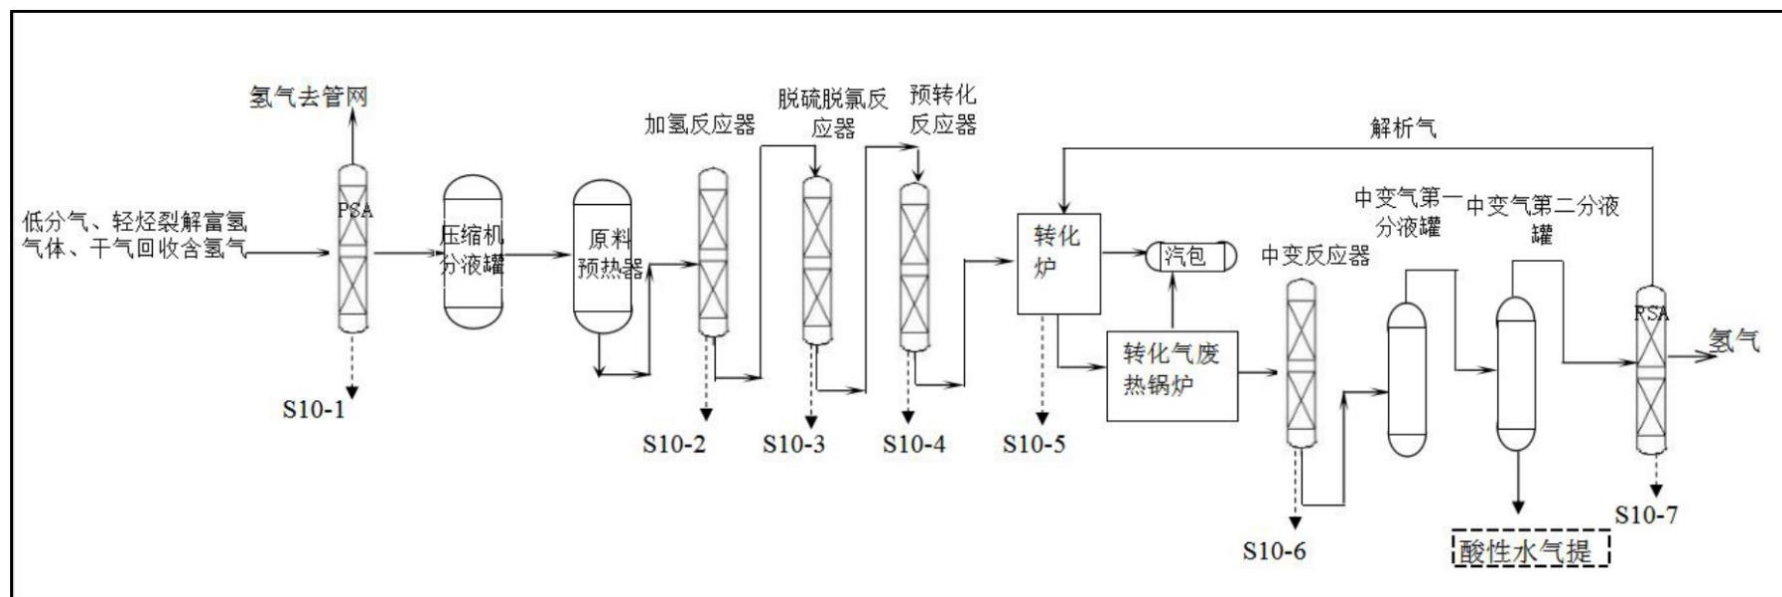 氢气去管网
低分气、轻烃裂解富氢
气体、干气回收含氢气
PSA
S10-1
压缩机
分液罐
原料
预热器
加氢反应器
S10-2
脱硫脱氯反
应器
S10-3
预转化
反应器
S10-4
解析气
转化
炉
S10-5
汽包
转化气废
热锅炉
中变反应器
S10-6
中变气第一
分液罐
中变气第二分液
罐
酸性水气提
PSA
氢气
S10-7